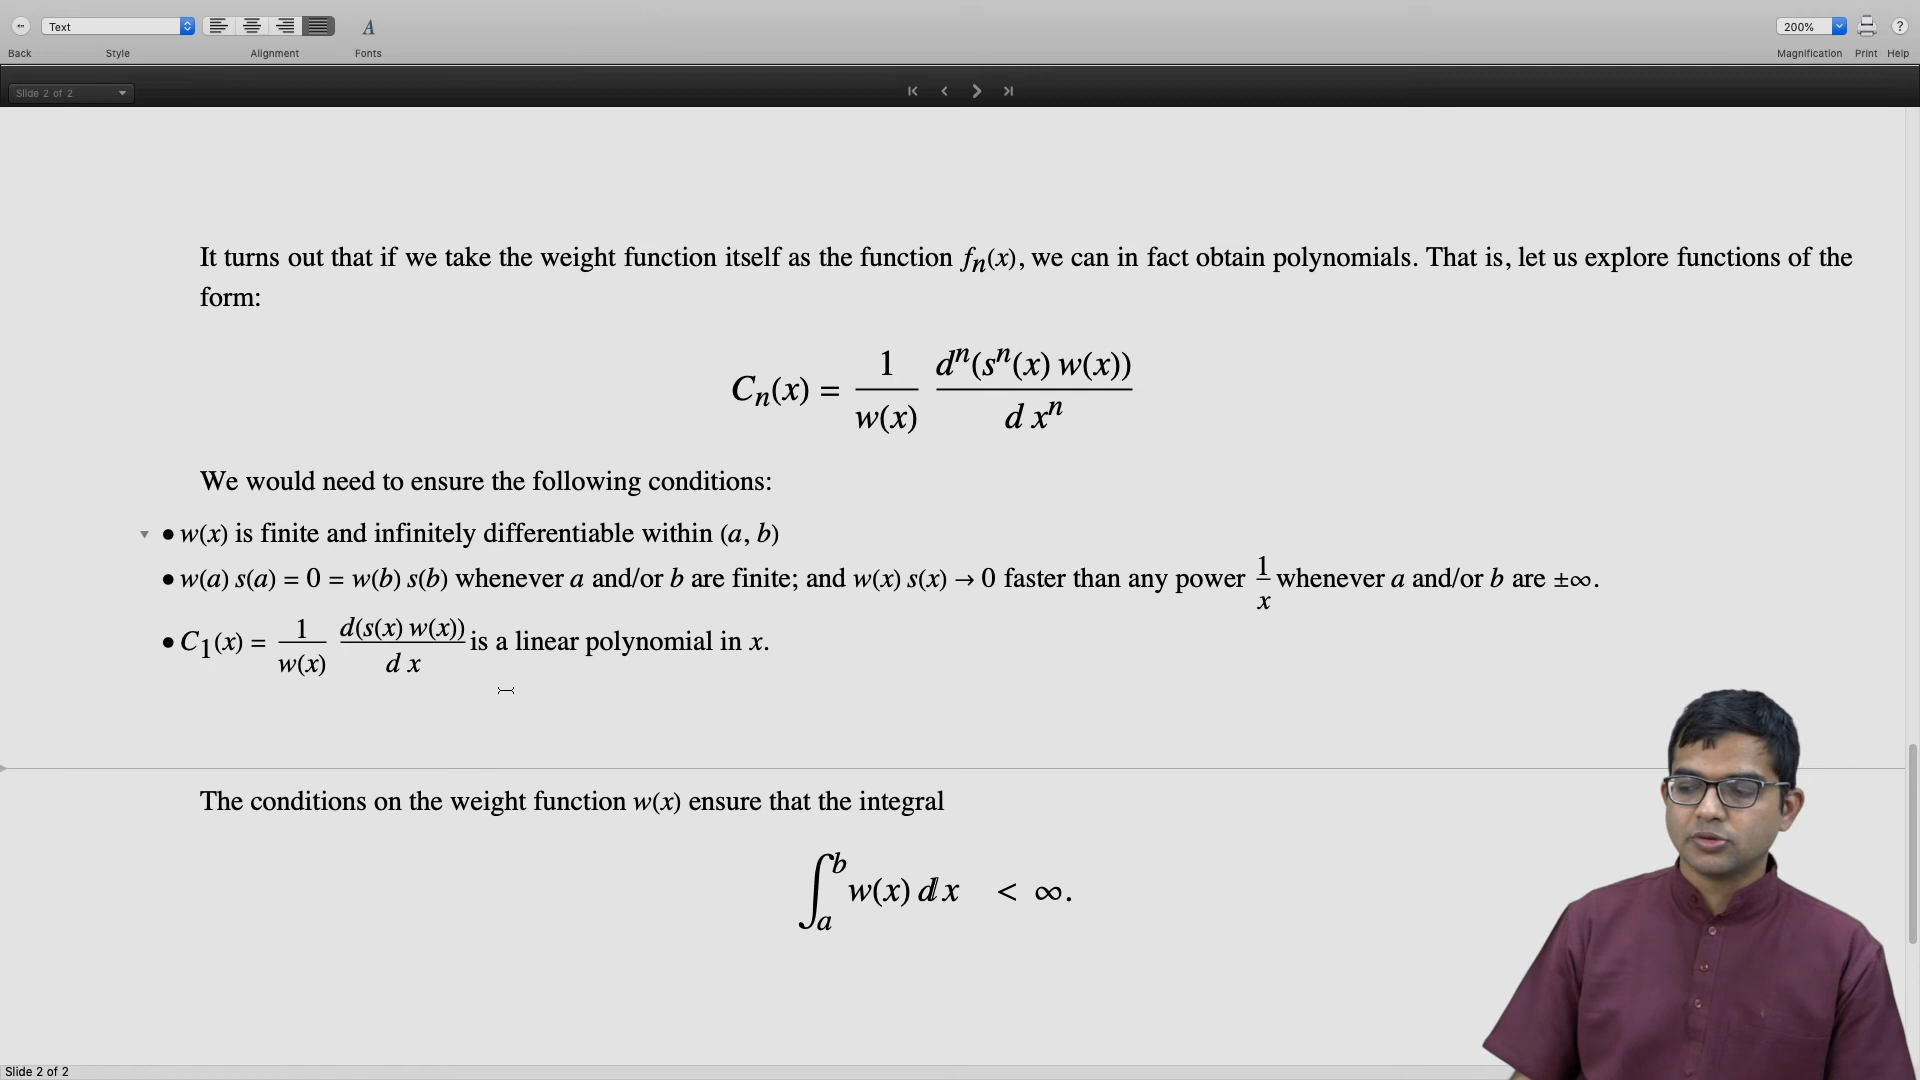 Text
200%
Back
Style
Alignment
Fonts
Magnification
Print
Help
Slide 2 of 2
It turns out that if we take the weight function itself as the function fₙ(x), we can in fact obtain polynomials. That is, let us explore functions of the
form:
Cₙ(x) = 1/w(x) dⁿ(sⁿ(x) w(x))/d xⁿ
We would need to ensure the following conditions:
• w(x) is finite and infinitely differentiable within (a, b)
• w(a) s(a) = 0 = w(b) s(b) whenever a and/or b are finite; and w(x) s(x) → 0 faster than any power 1/x whenever a and/or b are ±∞.
• C₁(x) = 1/w(x) d(s(x) w(x))/d x is a linear polynomial in x.
The conditions on the weight function w(x) ensure that the integral
∫ₐᵇ w(x) ⅆx < ∞.
Slide 2 of 2